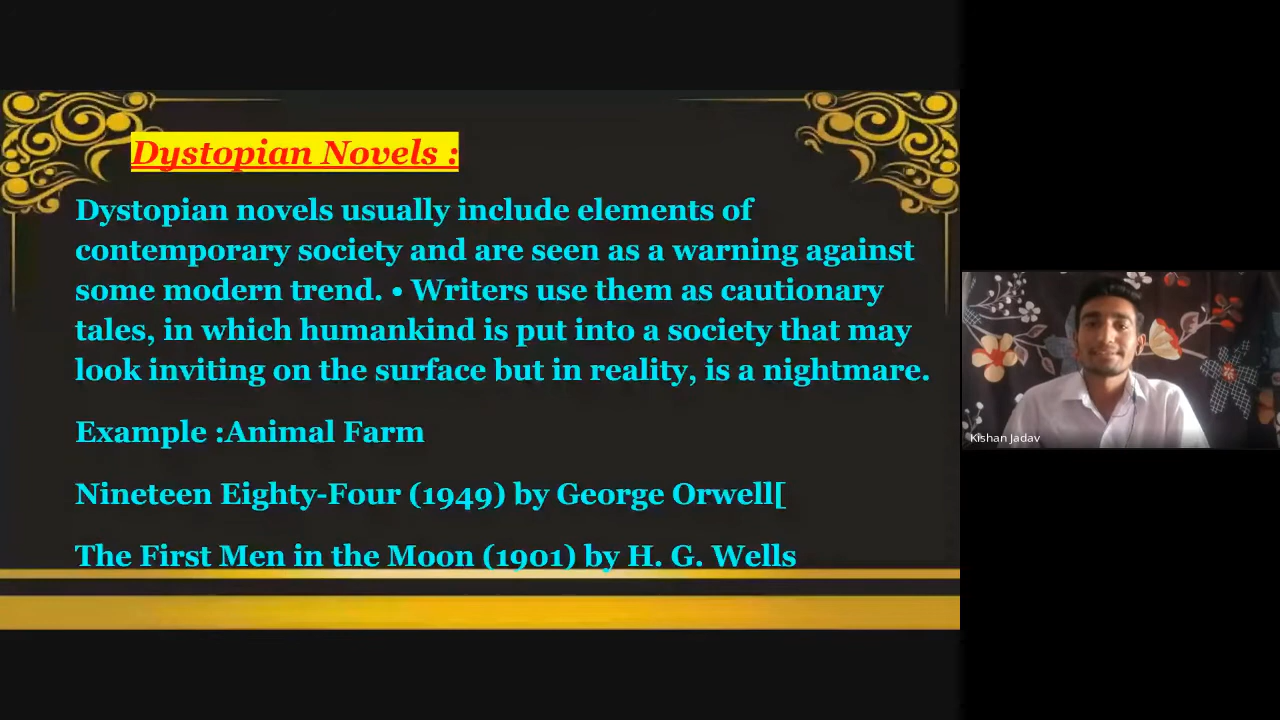 Dystopian Novels :
Dystopian novels usually include elements of
contemporary society and are seen as a warning against
some modern trend. • Writers use them as cautionary
tales, in which humankind is put into a society that may
look inviting on the surface but in reality, is a nightmare.
Example :Animal Farm
Nineteen Eighty-Four (1949) by George Orwell[
The First Men in the Moon (1901) by H. G. Wells
Kishan Jadav